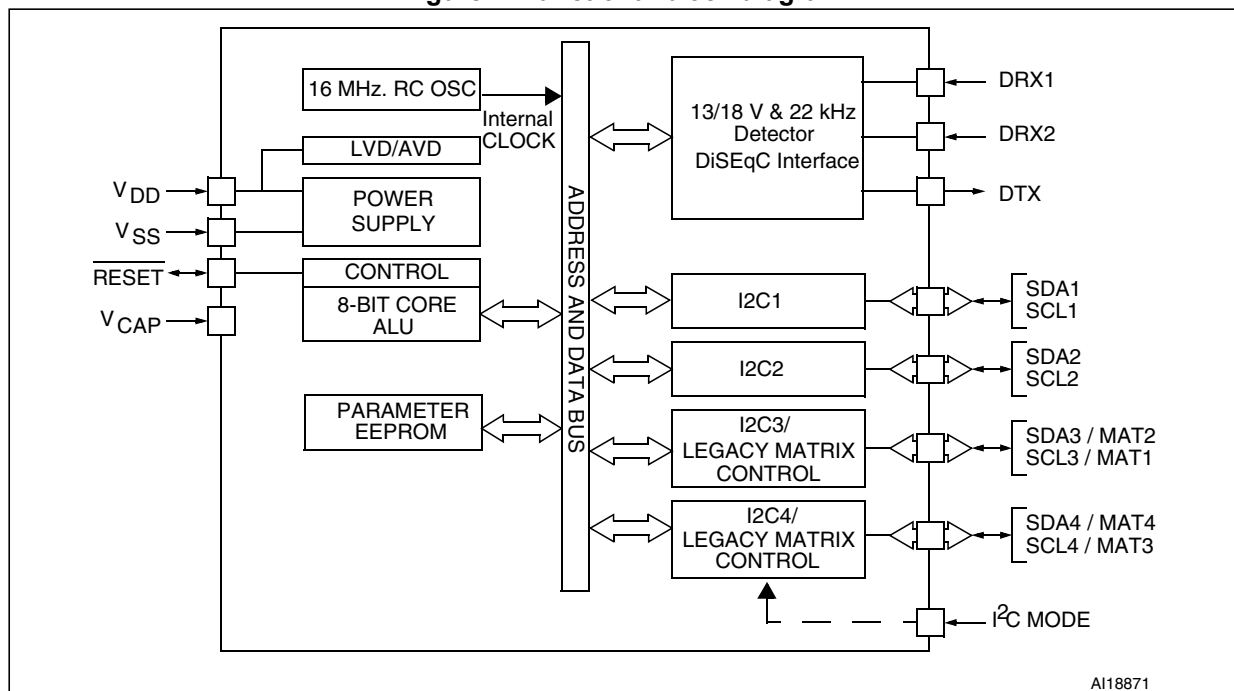 16 MHz. RC OSC
Internal
CLOCK
LVD/AVD
POWER
SUPPLY
CONTROL
8-BIT CORE
ALU
PARAMETER
EEPROM
VDD
VSS
RESET
VCAP
ADDRESS AND DATA BUS
13/18 V & 22 kHz
Detector
DiSEqC Interface
DRX1
DRX2
DTX
I2C1
SDA1
SCL1
I2C2
SDA2
SCL2
I2C3/
LEGACY MATRIX
CONTROL
SDA3 / MAT2
SCL3 / MAT1
I2C4/
LEGACY MATRIX
CONTROL
SDA4 / MAT4
SCL4 / MAT3
I²C MODE
AI18871